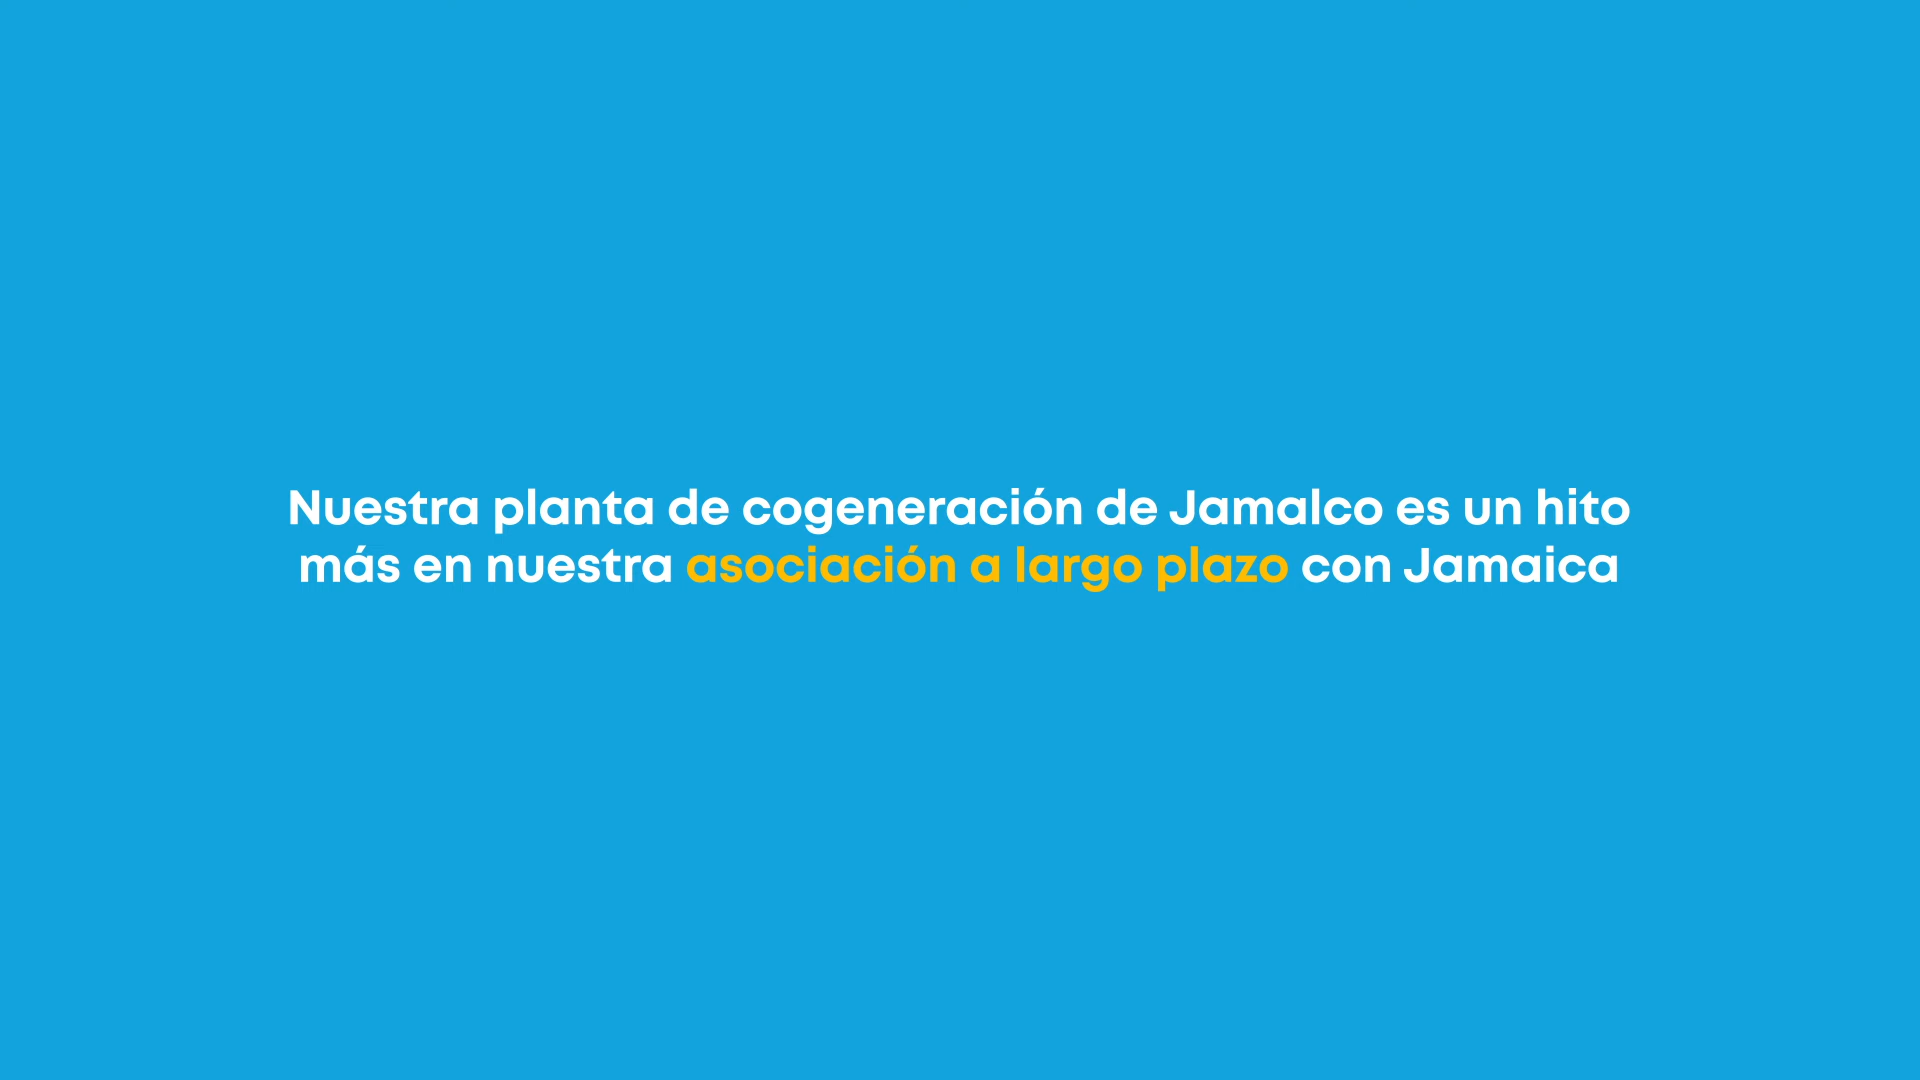 Nuestra planta de cogeneración de Jamalco es un hito
más en nuestra asociación a largo plazo con Jamaica